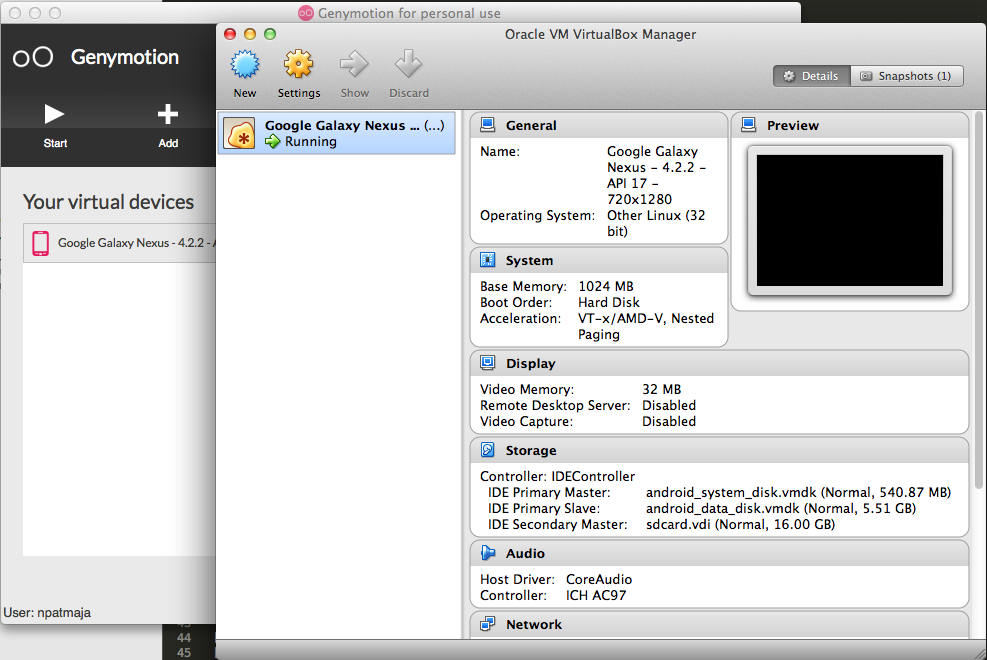 Genymotion for personal use
Genymotion
Start
Add
Your virtual devices
Google Galaxy Nexus - 4.2.2 -
User: npatmaja
44
45
Oracle VM VirtualBox Manager
New
Settings
Show
Discard
Details
Snapshots (1)
Google Galaxy Nexus ... (...)
Running
General
Name:
Google Galaxy
Nexus - 4.2.2 -
API 17 -
720x1280
Operating System:
Other Linux (32
bit)
Preview
System
Base Memory: 1024 MB
Boot Order: Hard Disk
Acceleration: VT-x/AMD-V, Nested
Paging
Display
Video Memory: 32 MB
Remote Desktop Server: Disabled
Video Capture: Disabled
Storage
Controller: IDEController
IDE Primary Master: android_system_disk.vmdk (Normal, 540.87 MB)
IDE Primary Slave: android_data_disk.vmdk (Normal, 5.51 GB)
IDE Secondary Master: sdcard.vdi (Normal, 16.00 GB)
Audio
Host Driver: CoreAudio
Controller: ICH AC97
Network